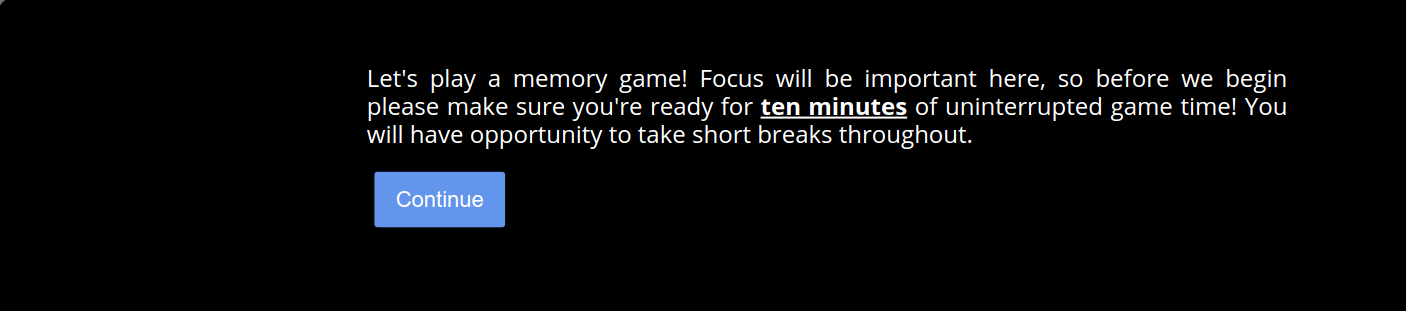 Let's play a memory game! Focus will be important here, so before we begin
please make sure you're ready for ten minutes of uninterrupted game time! You
will have opportunity to take short breaks throughout.
Continue